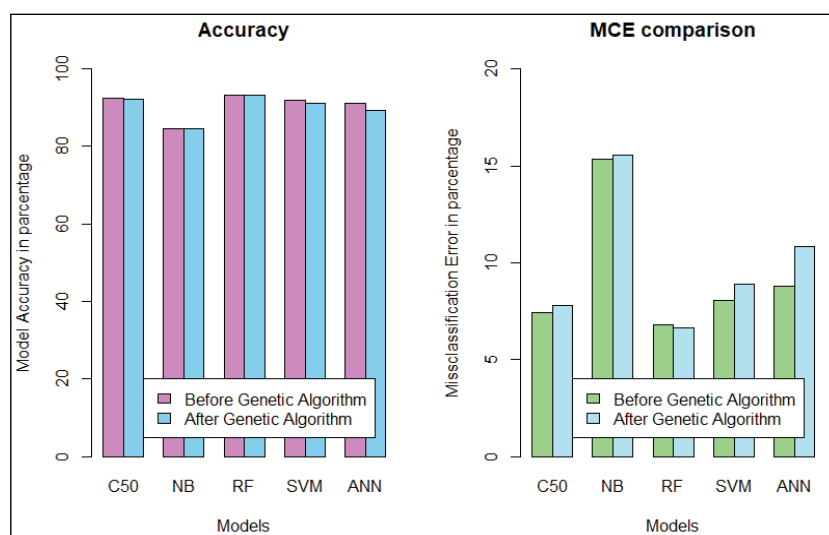 Accuracy
Model Accuracy in parcentage
100
80
60
40
20
0
Before Genetic Algorithm
After Genetic Algorithm
C50 NB RF SVM ANN
Models
MCE comparison
Missclassification Error in parcentage
20
15
10
5
0
Before Genetic Algorithm
After Genetic Algorithm
C50 NB RF SVM ANN
Models